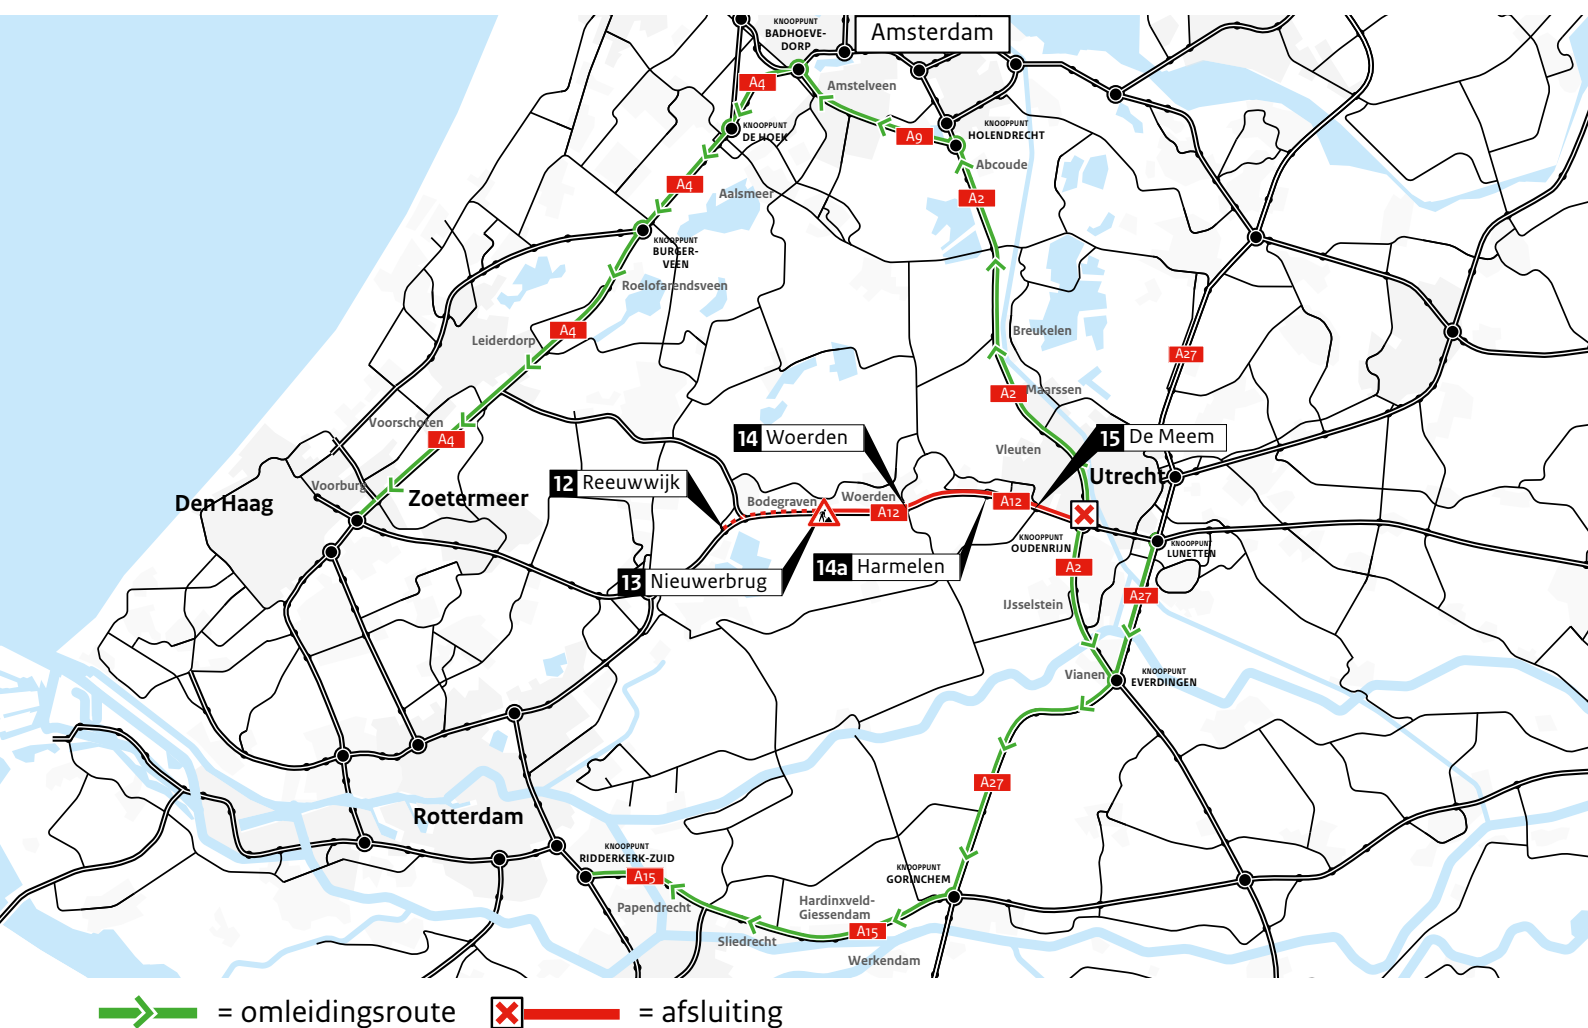 KNOOPPUNT
BADHOEVE-
DORP
Amsterdam
A4
Amstelveen
KNOOPPUNT
DE HOEK
A9
KNOOPPUNT
HOLENDRECHT
Abcoude
A4
Aalsmeer
A2
KNOOPPUNT
BURGER-
VEEN
Roelofarendsveen
A4
Leiderdorp
Breukelen
A27
A2
Maarssen
Voorschoten
A4
14 Woerden
15 De Meem
Vleuten
Utrecht
Voorburg
Den Haag
Zoetermeer
12 Reeuwwijk
Bodegraven
Woerden
A12
A12
KNOOPPUNT
OUDENRIJN
KNOOPPUNT
LUNETTEN
14a Harmelen
A2
13 Nieuwerbrug
A27
IJsselstein
Vianen
KNOOPPUNT
EVERDINGEN
A27
Rotterdam
KNOOPPUNT
RIDDERKERK-ZUID
A15
KNOOPPUNT
GORINCHEM
Papendrecht
Hardinxveld-
Giessendam
A15
Sliedrecht
Werkendam
= omleidingsroute
= afsluiting